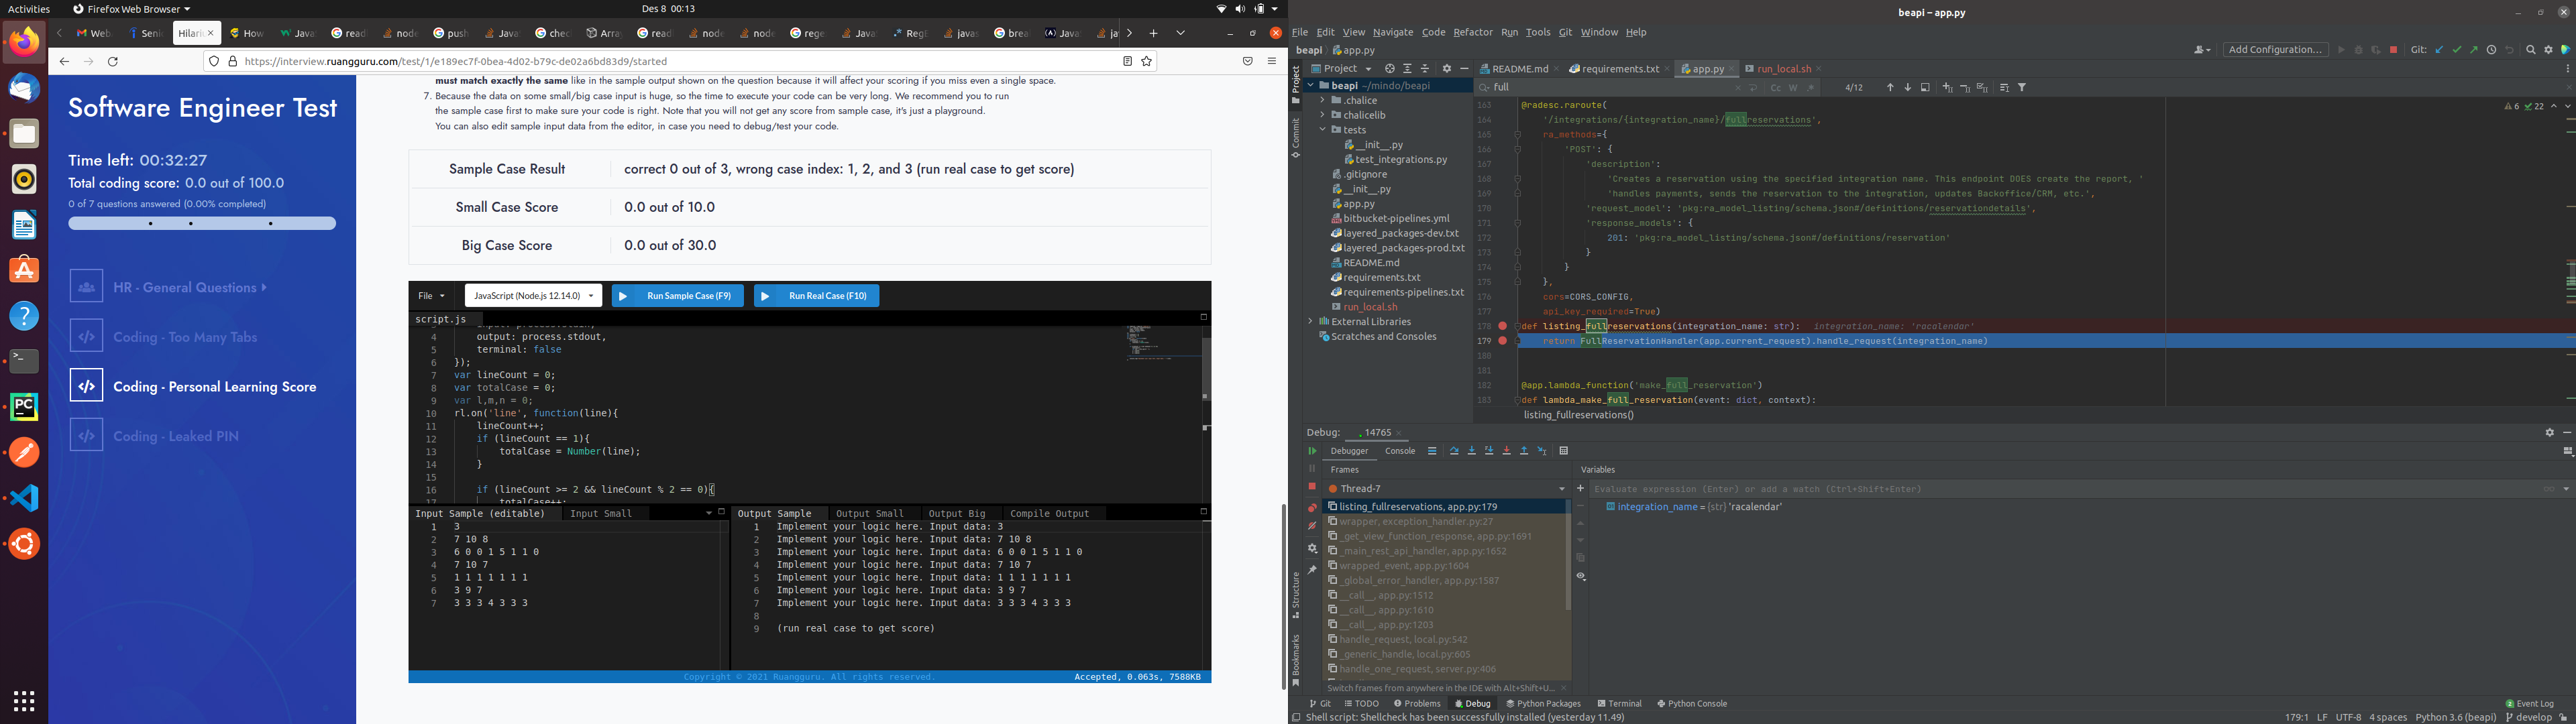 Activities
Firefox Web Browser
Des 8 00:13
Hilariu
https://interview.ruangguru.com/test/1/e189ec7f-0bea-4d02-b79c-de02a6bd83d9/started
Software Engineer Test
Time left: 00:32:27
Total coding score: 0.0 out of 100.0
0 of 7 questions answered (0.00% completed)
HR - General Questions
Coding - Too Many Tabs
Coding - Personal Learning Score
Coding - Leaked PIN
must match exactly the same like in the sample output shown on the question because it will affect your scoring if you miss even a single space.
7. Because the data on some small/big case input is huge, so the time to execute your code can be very long. We recommend you to run
the sample case first to make sure your code is right. Note that you will not get any score from sample case, it's just a playground.
You can also edit sample input data from the editor, in case you need to debug/test your code.
Sample Case Result correct 0 out of 3, wrong case index: 1, 2, and 3 (run real case to get score)
Small Case Score 0.0 out of 10.0
Big Case Score 0.0 out of 30.0
File JavaScript (Node.js 12.14.0) Run Sample Case (F9) Run Real Case (F10)
script.js
4 output: process.stdout,
5 terminal: false
6 });
7 var lineCount = 0;
8 var totalCase = 0;
9 var l,m,n = 0;
10 rl.on('line', function(line){
11 lineCount++;
12 if (lineCount == 1){
13 totalCase = Number(line);
14 }
15
16 if (lineCount >= 2 && lineCount % 2 == 0){
Input Sample (editable) Input Small
1 3
2 7 10 8
3 6 0 0 1 5 1 1 0
4 7 10 7
5 1 1 1 1 1 1 1
6 3 9 7
7 3 3 3 4 3 3 3
Output Sample Output Small Output Big Compile Output
1 Implement your logic here. Input data: 3
2 Implement your logic here. Input data: 7 10 8
3 Implement your logic here. Input data: 6 0 0 1 5 1 1 0
4 Implement your logic here. Input data: 7 10 7
5 Implement your logic here. Input data: 1 1 1 1 1 1 1
6 Implement your logic here. Input data: 3 9 7
7 Implement your logic here. Input data: 3 3 3 4 3 3 3
8
9 (run real case to get score)
Copyright © 2021 Ruangguru. All rights reserved.
Accepted, 0.063s, 7588KB
beapi – app.py
File Edit View Navigate Code Refactor Run Tools Git Window Help
beapi app.py
Add Configuration...
Git:
Project
README.md requirements.txt app.py run_local.sh
beapi ~/mindo/beapi
.chalice
chalicelib
tests
__init__.py
test_integrations.py
.gitignore
__init__.py
app.py
bitbucket-pipelines.yml
layered_packages-dev.txt
layered_packages-prod.txt
README.md
requirements.txt
requirements-pipelines.txt
run_local.sh
External Libraries
Scratches and Consoles
Project
Commit
Structure
Bookmarks
full
Cc W
4/12
6 22
163 @radesc.raroute(
164 '/integrations/{integration_name}/fullreservations',
165 ra_methods={
166 'POST': {
167 'description':
168 'Creates a reservation using the specified integration name. This endpoint DOES create the report, '
169 'handles payments, sends the reservation to the integration, updates Backoffice/CRM, etc.',
170 'request_model': 'pkg:ra_model_listing/schema.json#/definitions/reservationdetails',
171 'response_models': {
172 201: 'pkg:ra_model_listing/schema.json#/definitions/reservation'
173 }
174 }
175 },
176 cors=CORS_CONFIG,
177 api_key_required=True)
178 def listing_fullreservations(integration_name: str): integration_name: 'racalendar'
179 return FullReservationHandler(app.current_request).handle_request(integration_name)
180
181
182 @app.lambda_function('make_full_reservation')
183 def lambda_make_full_reservation(event: dict, context):
listing_fullreservations()
Debug: 14765
Debugger Console
Frames
Variables
Thread-7
Evaluate expression (Enter) or add a watch (Ctrl+Shift+Enter)
integration_name = {str} 'racalendar'
listing_fullreservations, app.py:179
wrapper, exception_handler.py:27
_get_view_function_response, app.py:1691
_main_rest_api_handler, app.py:1652
wrapped_event, app.py:1604
_global_error_handler, app.py:1587
__call__, app.py:1512
__call__, app.py:1610
__call__, app.py:1203
handle_request, local.py:542
_generic_handle, local.py:605
handle_one_request, server.py:406
Switch frames from anywhere in the IDE with Alt+Shift+U...
Git TODO Problems Debug Python Packages Terminal Python Console
Event Log
Shell script: Shellcheck has been successfully installed (yesterday 11.49)
179:1 LF UTF-8 4 spaces Python 3.6 (beapi) develop